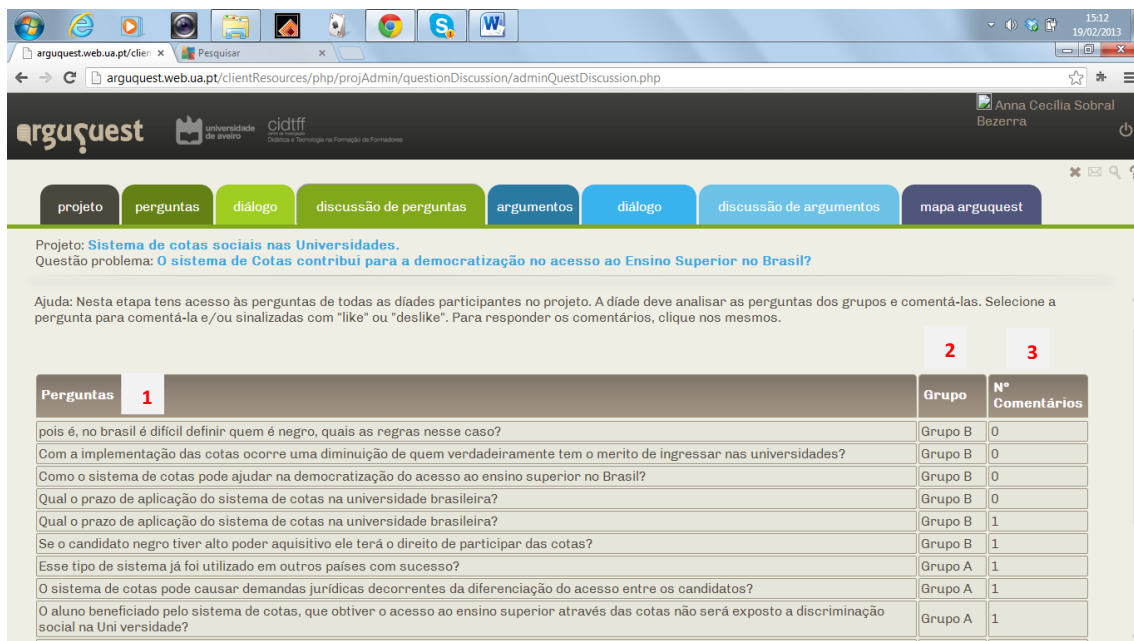 15:12
19/02/2013
arguquest.web.ua.pt/clien
Pesquisar
arguquest.web.ua.pt/clientResources/php/projAdmin/questionDiscussion/adminQuestDiscussion.php
arguquest
universidade
de aveiro
cidtff
Didática e Tecnologia na Formação de Formadores
Anna Cecília Sobral
Bezerra
projeto
perguntas
diálogo
discussão de perguntas
argumentos
diálogo
discussão de argumentos
mapa arguquest
Projeto: Sistema de cotas sociais nas Universidades.
Questão problema: O sistema de Cotas contribui para a democratização no acesso ao Ensino Superior no Brasil?
Ajuda: Nesta etapa tens acesso às perguntas de todas as díades participantes no projeto. A díade deve analisar as perguntas dos grupos e comentá-las. Selecione a
pergunta para comentá-la e/ou sinalizadas com "like" ou "deslike". Para responder os comentários, clique nos mesmos.
2
3
Perguntas
1
Grupo
Nº
Comentários
pois é, no brasil é difícil definir quem é negro, quais as regras nesse caso? Grupo B 0
Com a implementação das cotas ocorre uma diminuição de quem verdadeiramente tem o merito de ingressar nas universidades? Grupo B 0
Como o sistema de cotas pode ajudar na democratização do acesso ao ensino superior no Brasil? Grupo B 0
Qual o prazo de aplicação do sistema de cotas na universidade brasileira? Grupo B 0
Qual o prazo de aplicação do sistema de cotas na universidade brasileira? Grupo B 1
Se o candidato negro tiver alto poder aquisitivo ele terá o direito de participar das cotas? Grupo B 1
Esse tipo de sistema já foi utilizado em outros países com sucesso? Grupo A 1
O sistema de cotas pode causar demandas jurídicas decorrentes da diferenciação do acesso entre os candidatos? Grupo A 1
O aluno beneficiado pelo sistema de cotas, que obtiver o acesso ao ensino superior através das cotas não será exposto a discriminação
social na Uni versidade? Grupo A 1